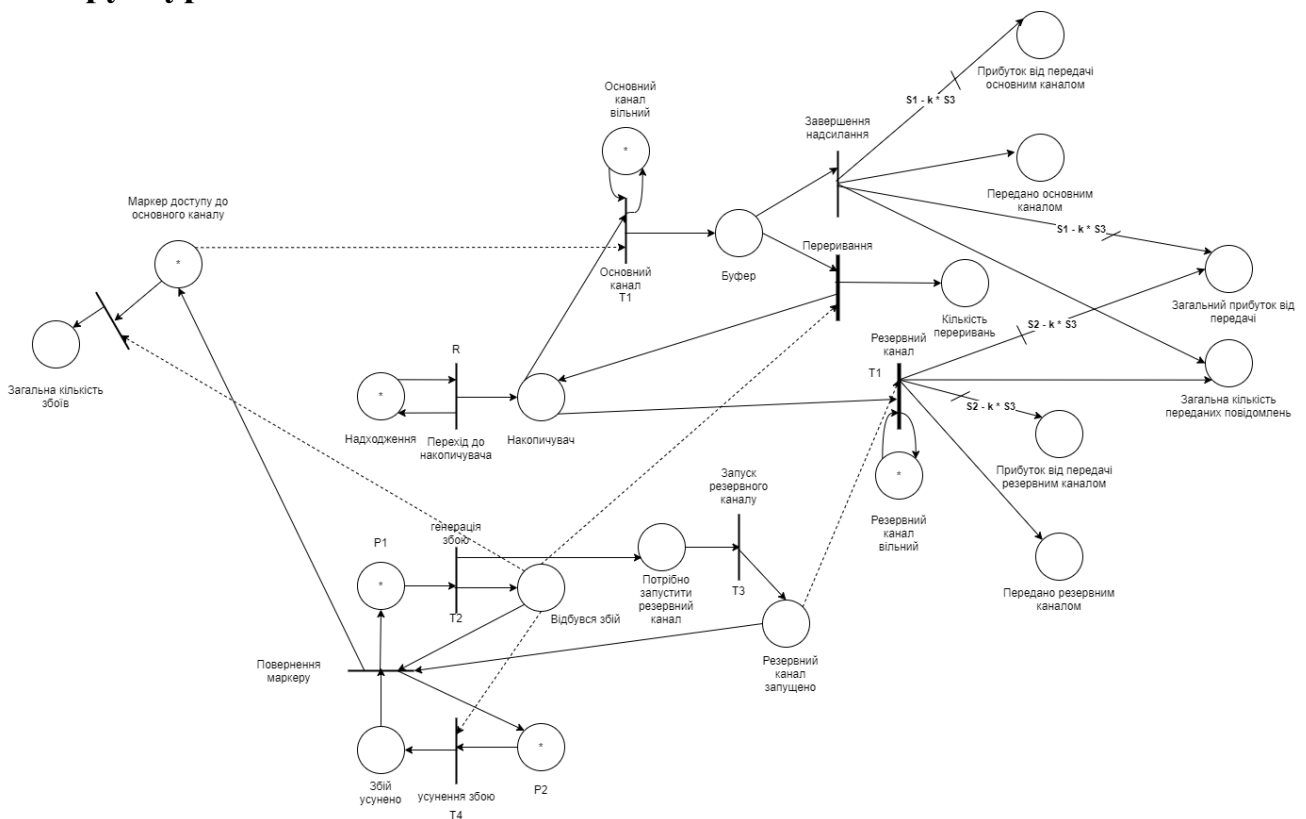 Прибуток від передачі
основним каналом
S1 - k * S3
Основний
канал
вільний
*
Завершення
надсилання
Передано основним
каналом
S1 - k * S3
Маркер доступу до
основного каналу
*
Основний
канал
T1
Буфер
Переривання
Загальний прибуток від
передачі
Кількість
переривань
S2 - k * S3
Резервний
канал
T1
Загальна кількість
збоїв
R
*
Надходження
Перехід до
накопичувача
Накопичувач
Загальна кількість
переданих повідомлень
S2 - k * S3
Прибуток від передачі
резервним каналом
*
Резервний
канал
вільний
Запуск
резервного
каналу
генерація
збою
P1
*
T2
Відбувся збій
Потрібно
запустити
резервний
канал
T3
Передано резервним
каналом
Резервний
канал
запущено
Повернення
маркеру
*
Збій
усунено
усунення збою
T4
P2